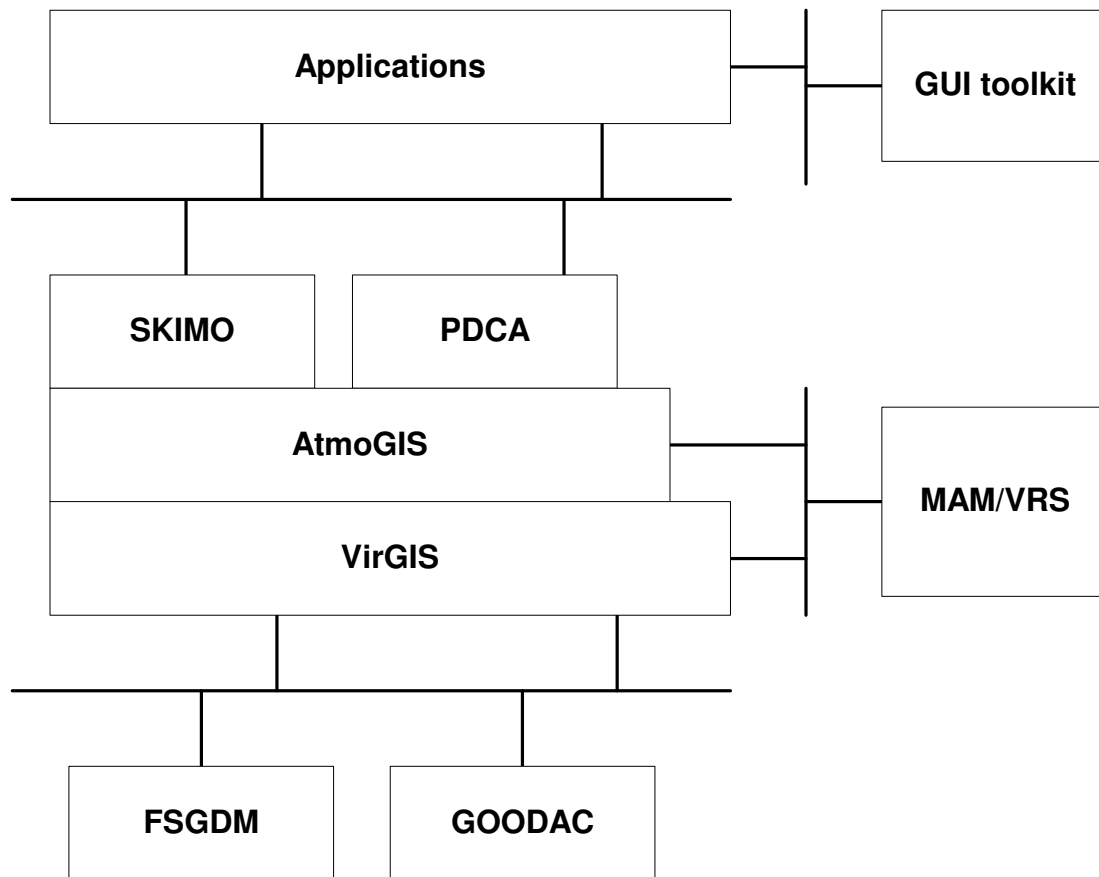 Applications
GUI toolkit
SKIMO
PDCA
AtmoGIS
MAM/VRS
VirGIS
FSGDM
GOODAC